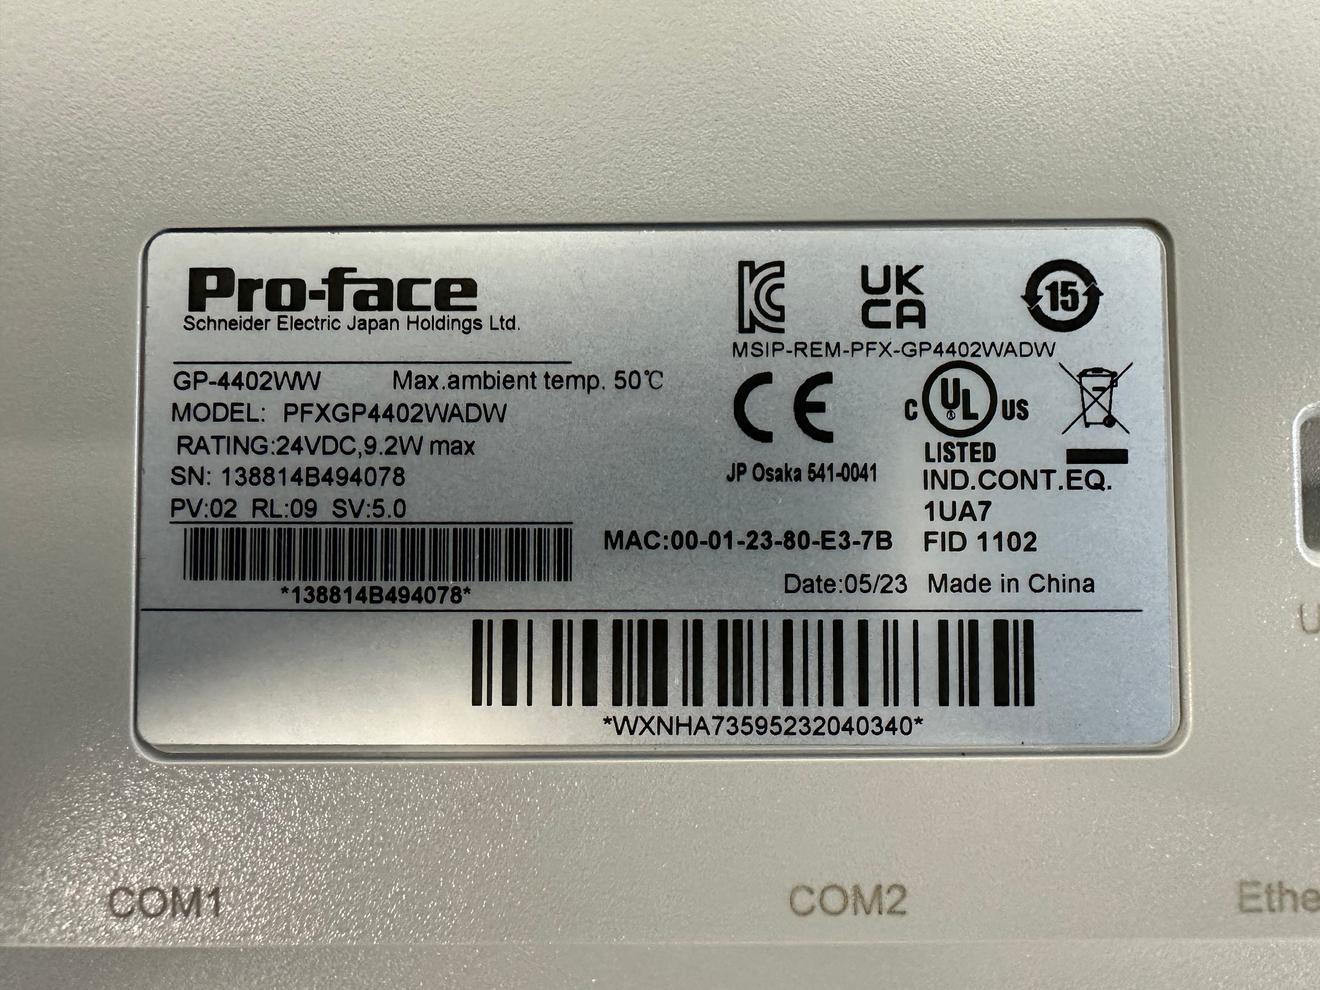 Pro-face
Schneider Electric Japan Holdings Ltd.
GP-4402WW Max.ambient temp. 50℃
MODEL: PFXGP4402WADW
RATING:24VDC,9.2W max
SN: 138814B494078
PV:02 RL:09 SV:5.0
*138814B494078*
UK
CA
15
MSIP-REM-PFX-GP4402WADW
CE
C UL US
LISTED
JP Osaka 541-0041
IND.CONT.EQ.
1UA7
MAC:00-01-23-80-E3-7B FID 1102
Date:05/23 Made in China
*WXNHA73595232040340*
COM1
COM2